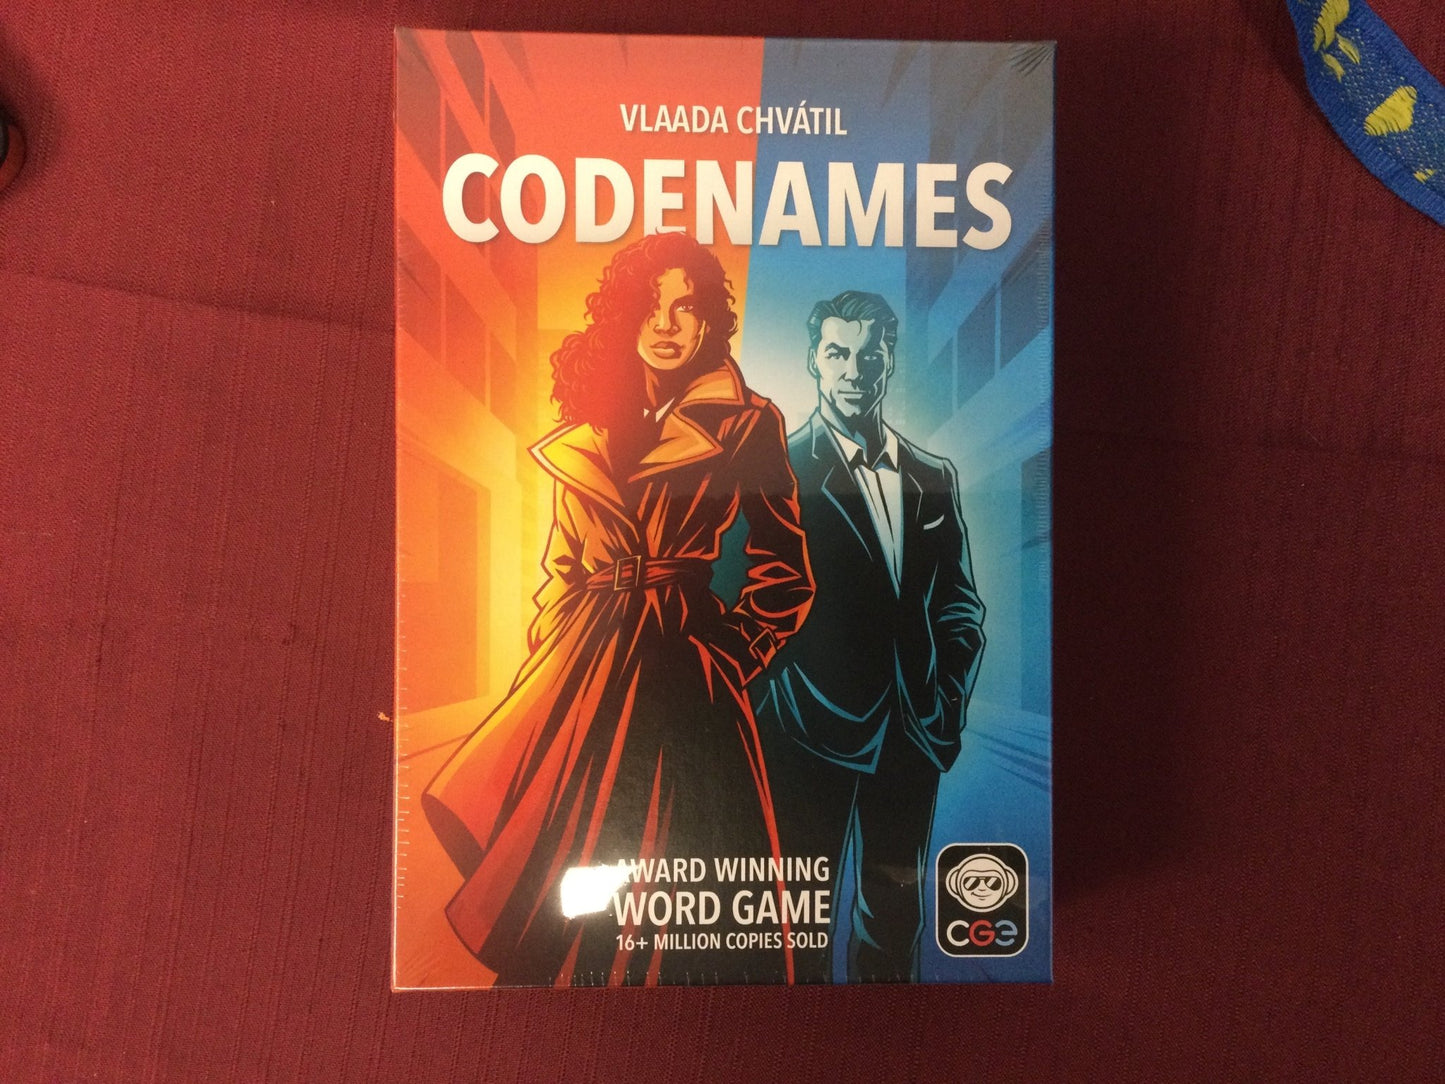 VLAADA CHVÁTIL
CODENAMES
AWARD WINNING
WORD GAME
16+ MILLION COPIES SOLD
CGE